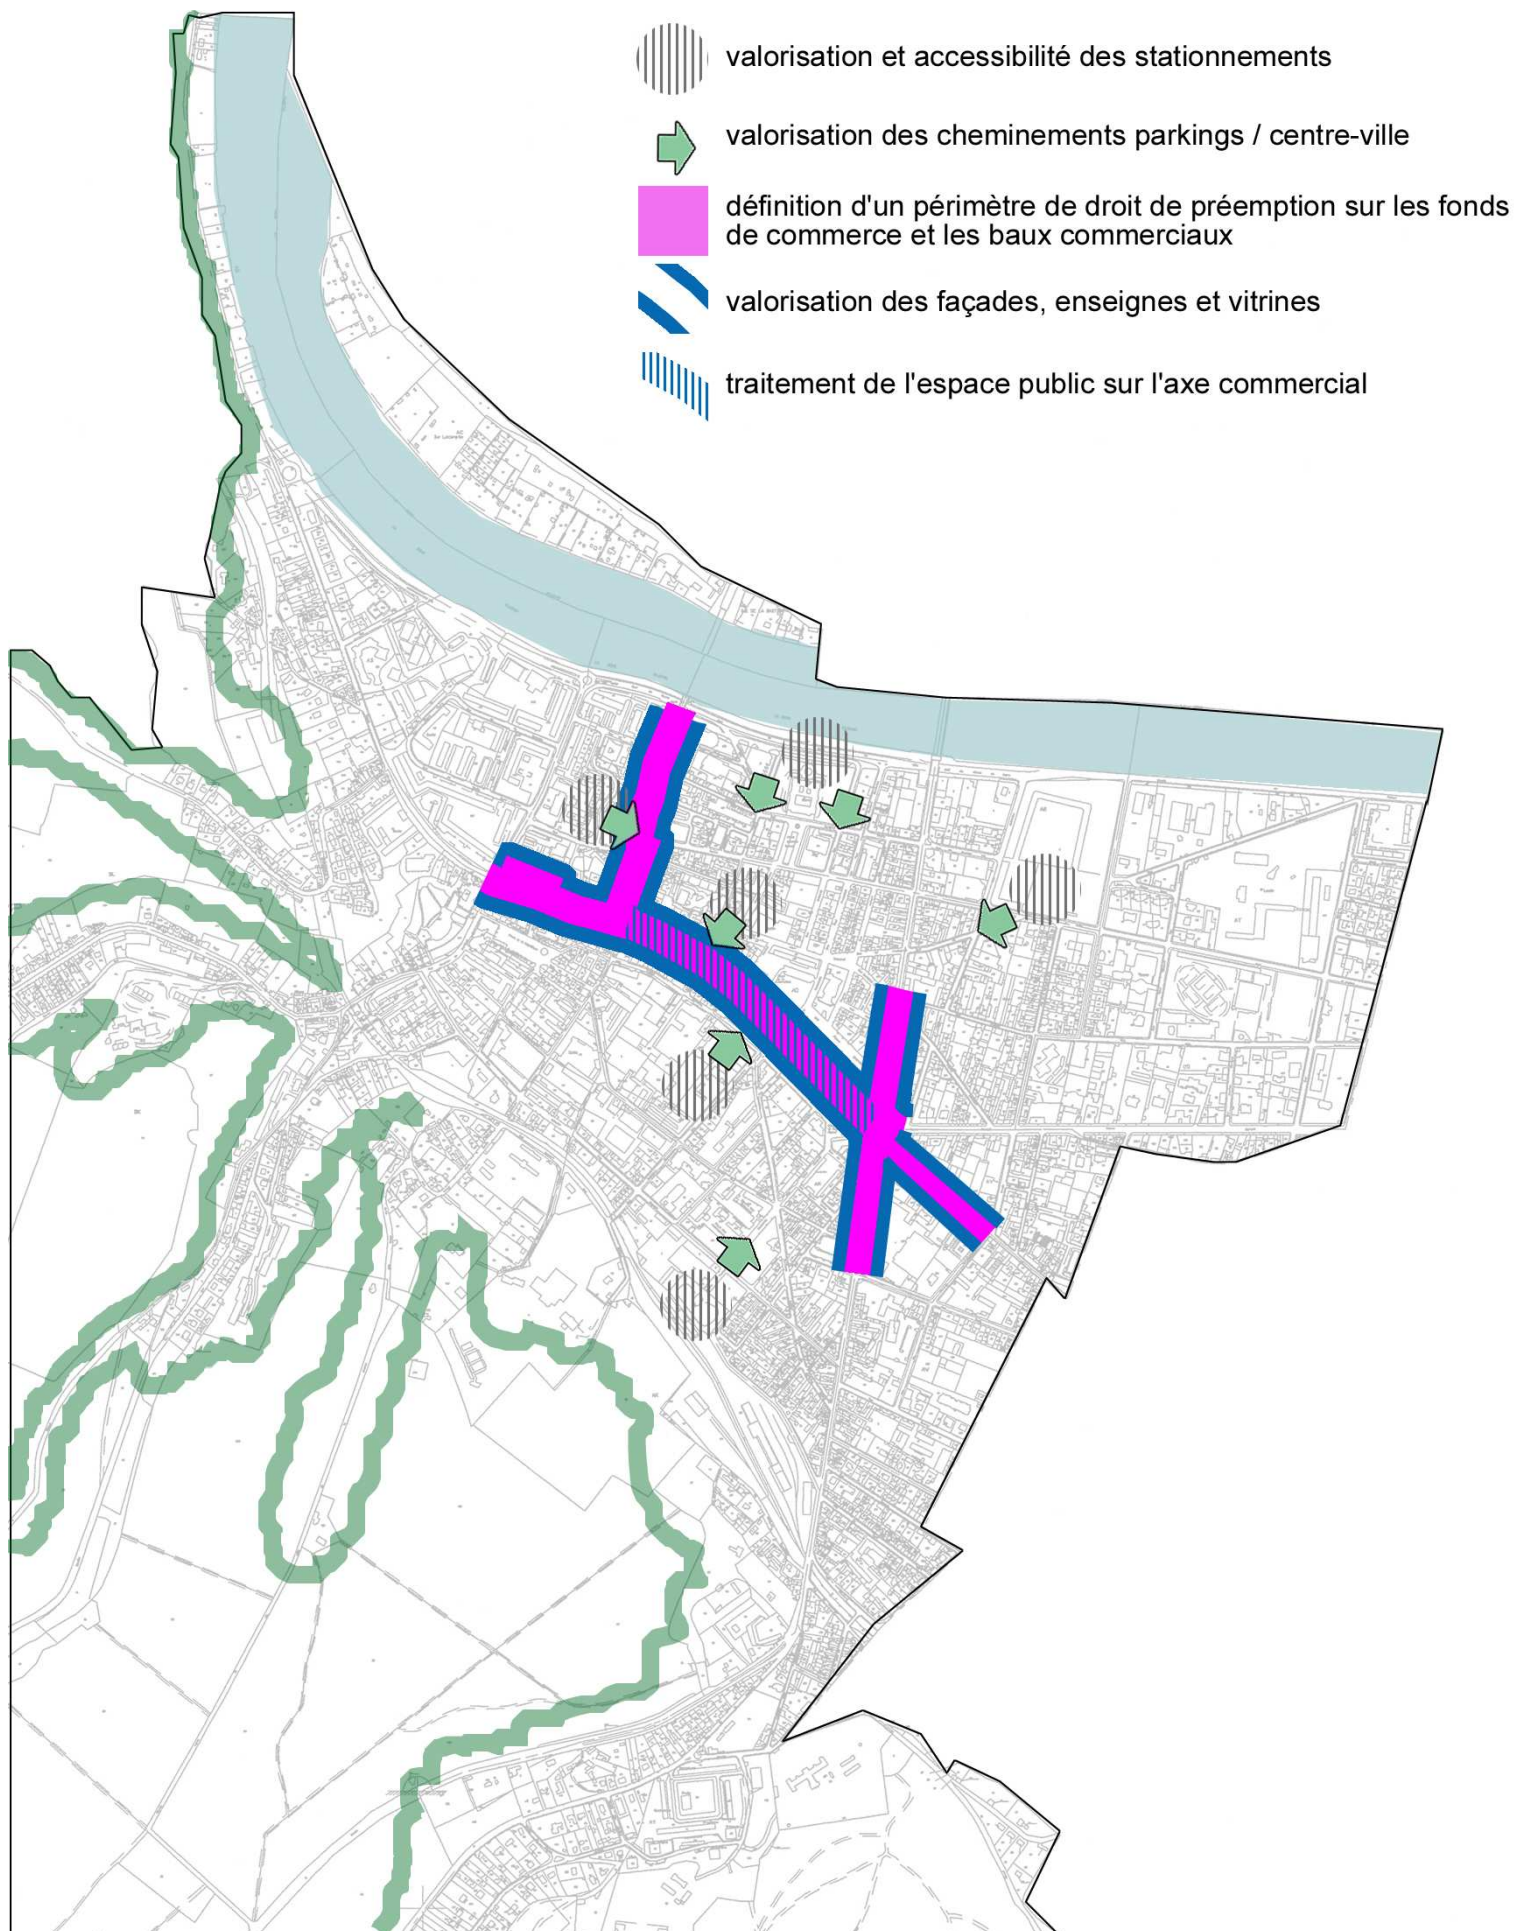 valorisation et accessibilité des stationnements
valorisation des cheminements parkings / centre-ville
définition d'un périmètre de droit de préemption sur les fonds
de commerce et les baux commerciaux
valorisation des façades, enseignes et vitrines
traitement de l'espace public sur l'axe commercial